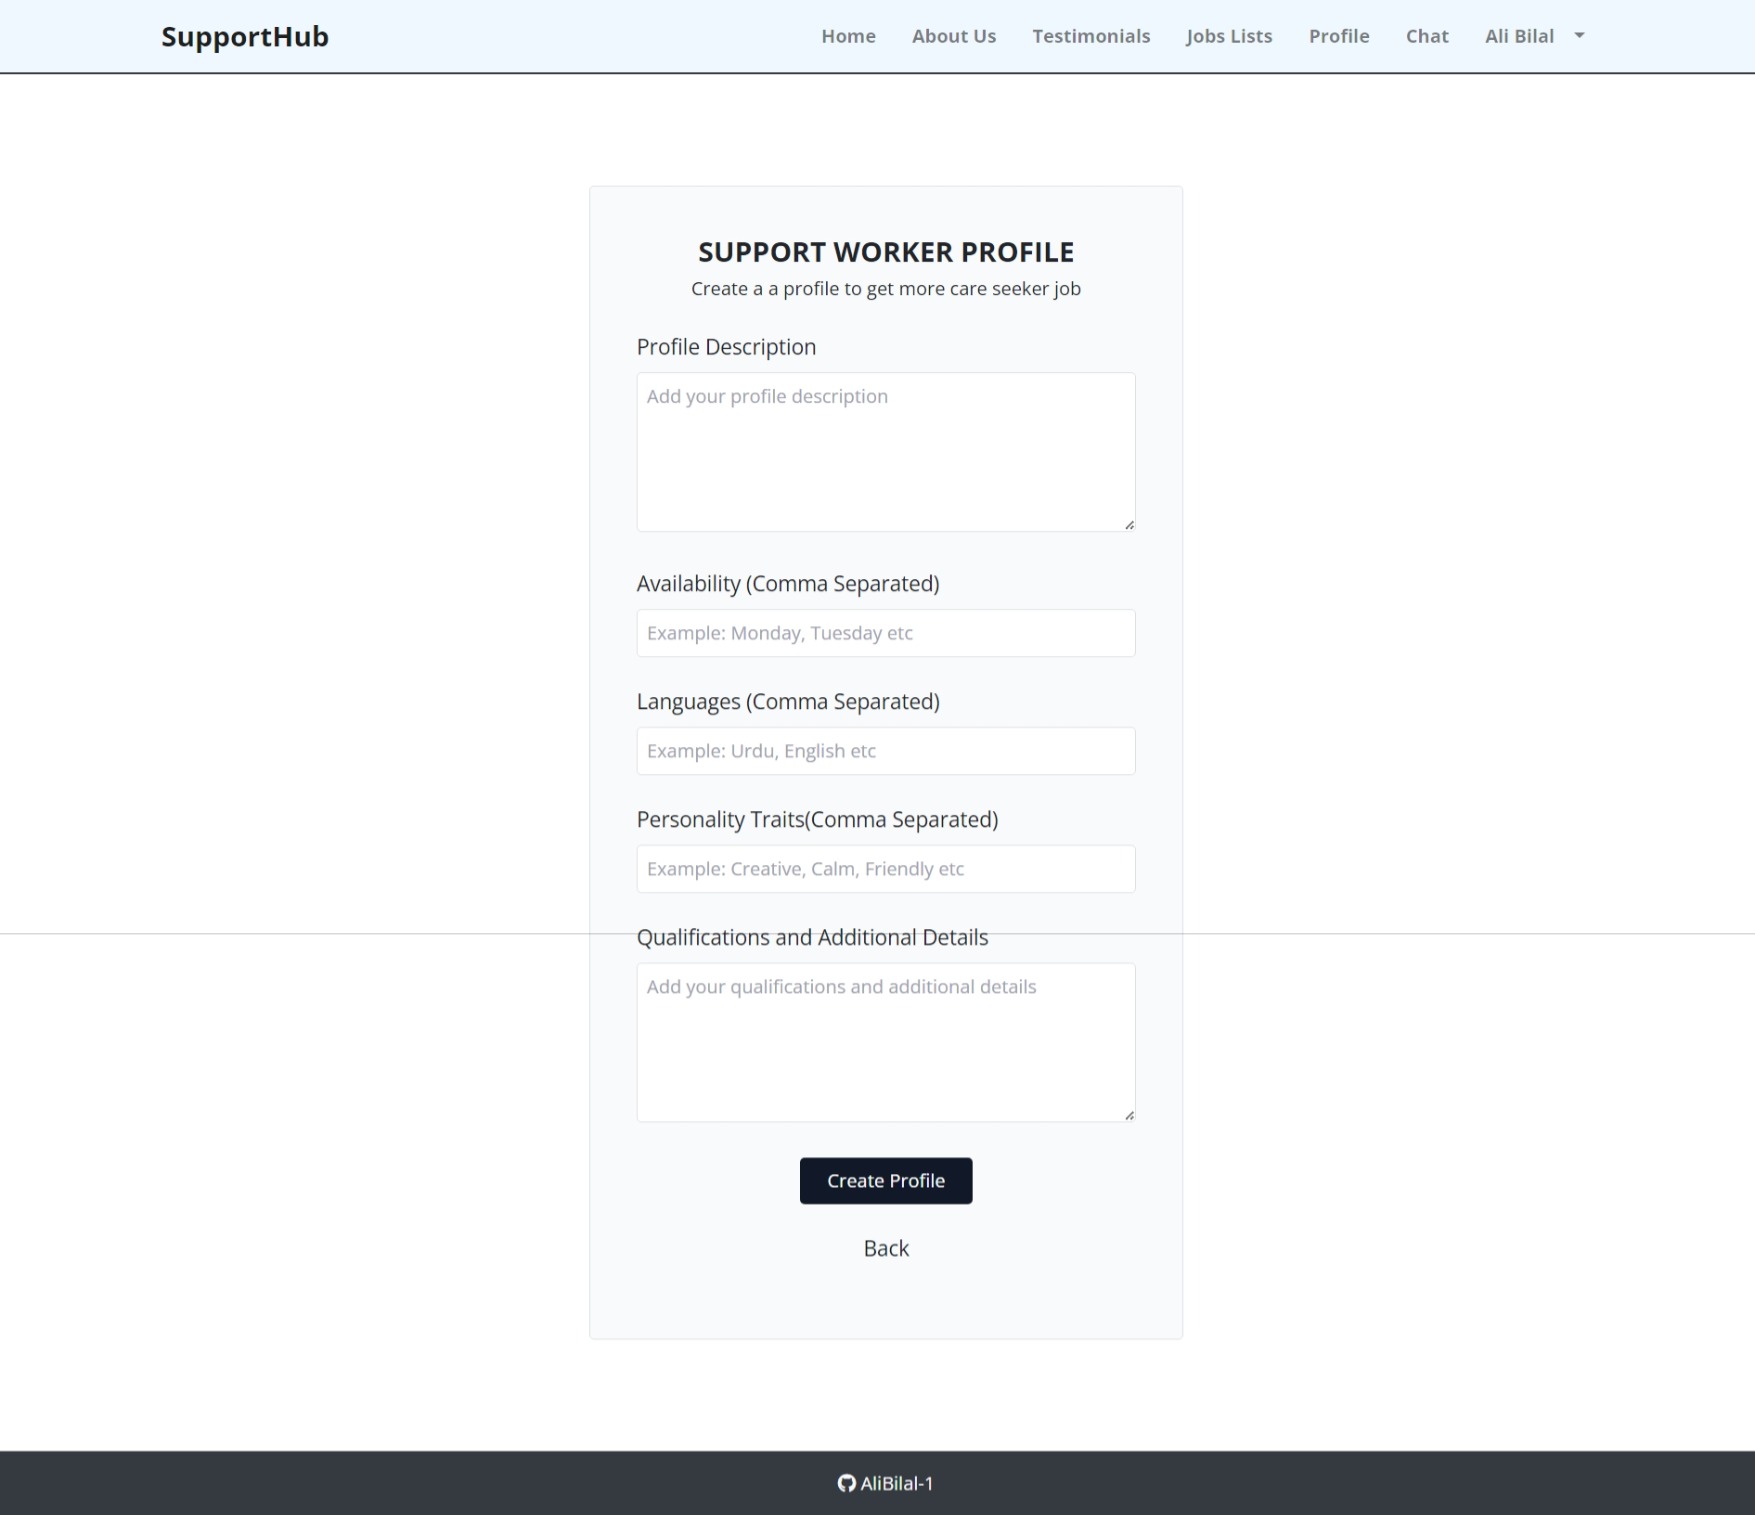 SupportHub
Home About Us Testimonials Jobs Lists Profile Chat Ali Bilal
SUPPORT WORKER PROFILE
Create a a profile to get more care seeker job
Profile Description
Add your profile description
Availability (Comma Separated)
Example: Monday, Tuesday etc
Languages (Comma Separated)
Example: Urdu, English etc
Personality Traits(Comma Separated)
Example: Creative, Calm, Friendly etc
Qualifications and Additional Details
Add your qualifications and additional details
Create Profile
Back
AliBilal-1